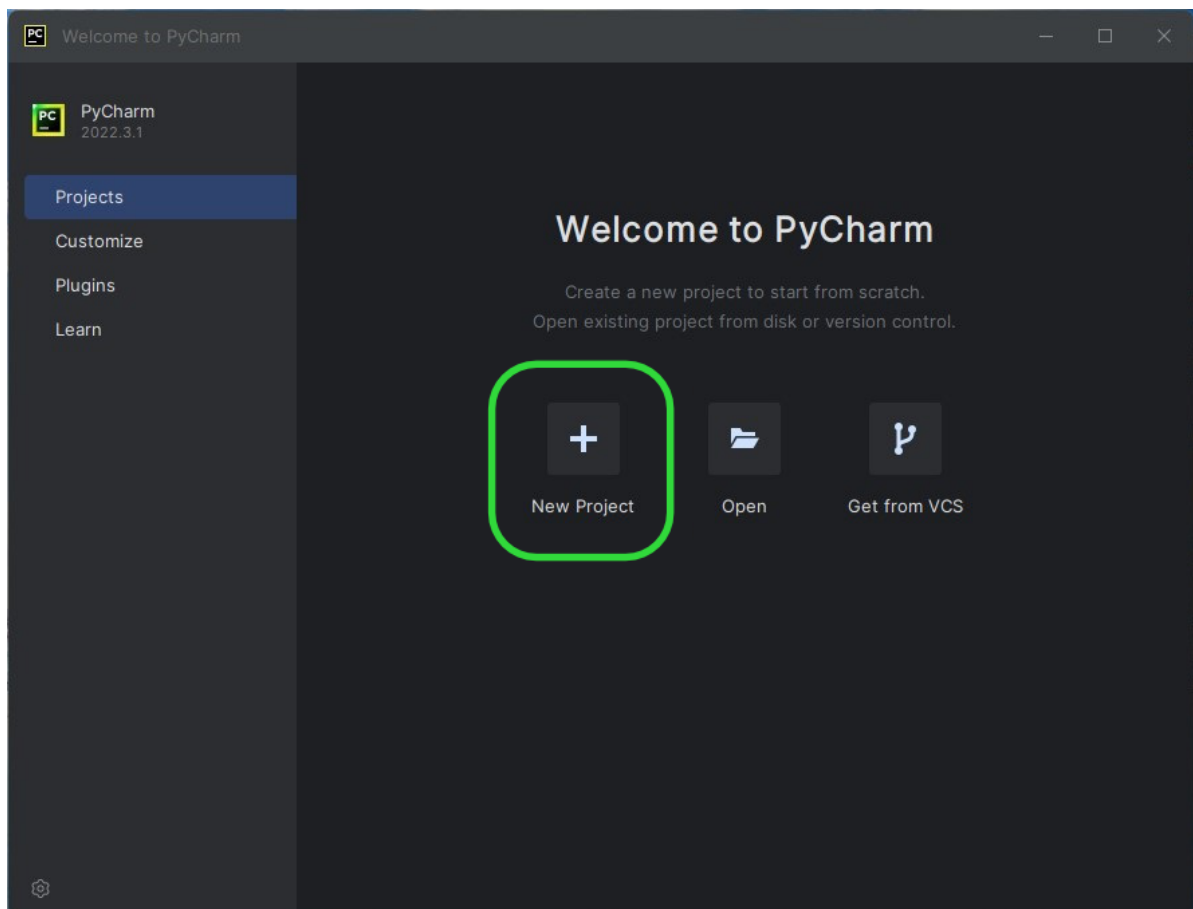 PC Welcome to PyCharm
PC PyCharm
2022.3.1
Projects
Customize
Plugins
Learn
Welcome to PyCharm
Create a new project to start from scratch.
Open existing project from disk or version control.
New Project
Open
Get from VCS